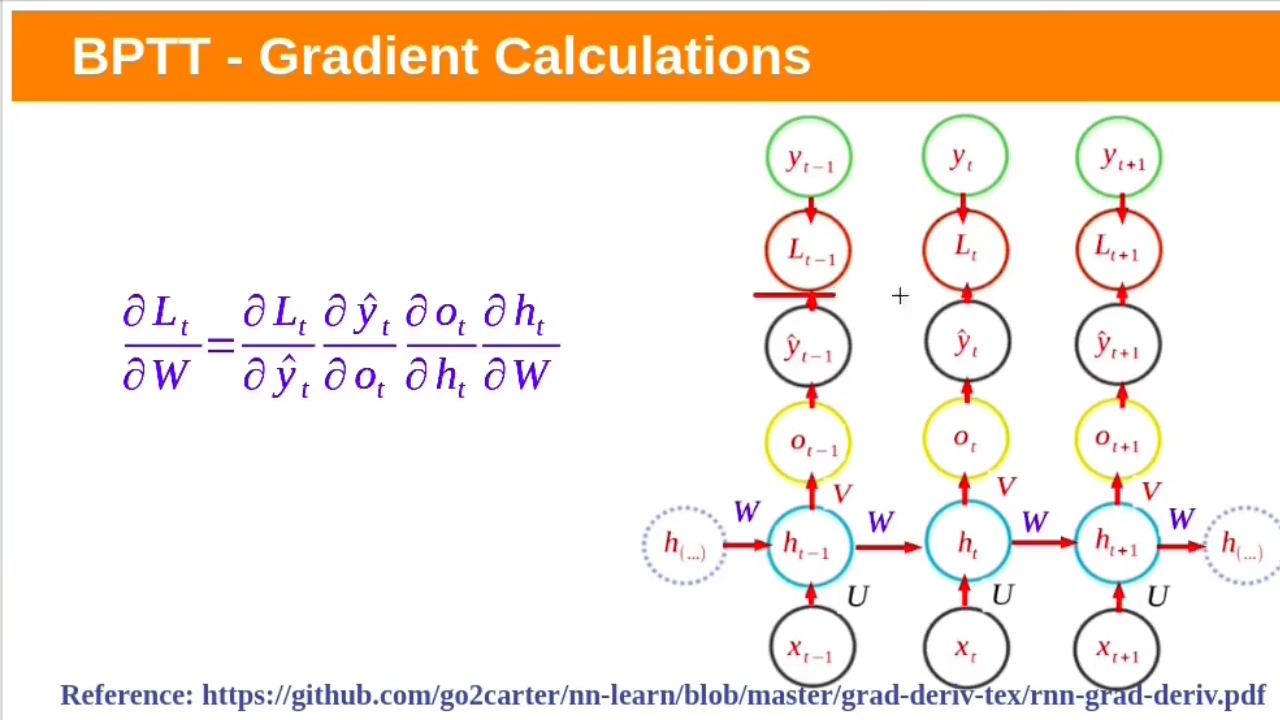 BPTT - Gradient Calculations
y_{t-1} y_t y_{t+1}
L_{t-1} L_t L_{t+1}
∂L_t/∂W = ∂L_t/∂ŷ_t ∂ŷ_t/∂o_t ∂o_t/∂h_t ∂h_t/∂W
ŷ_{t-1} ŷ_t ŷ_{t+1}
o_{t-1} o_t o_{t+1}
V V V
W W W W
h_{(...)} h_{t-1} h_t h_{t+1} h_{(...)}
U U U
x_{t-1} x_t x_{t+1}
Reference: https://github.com/go2carter/nn-learn/blob/master/grad-deriv-tex/rnn-grad-deriv.pdf